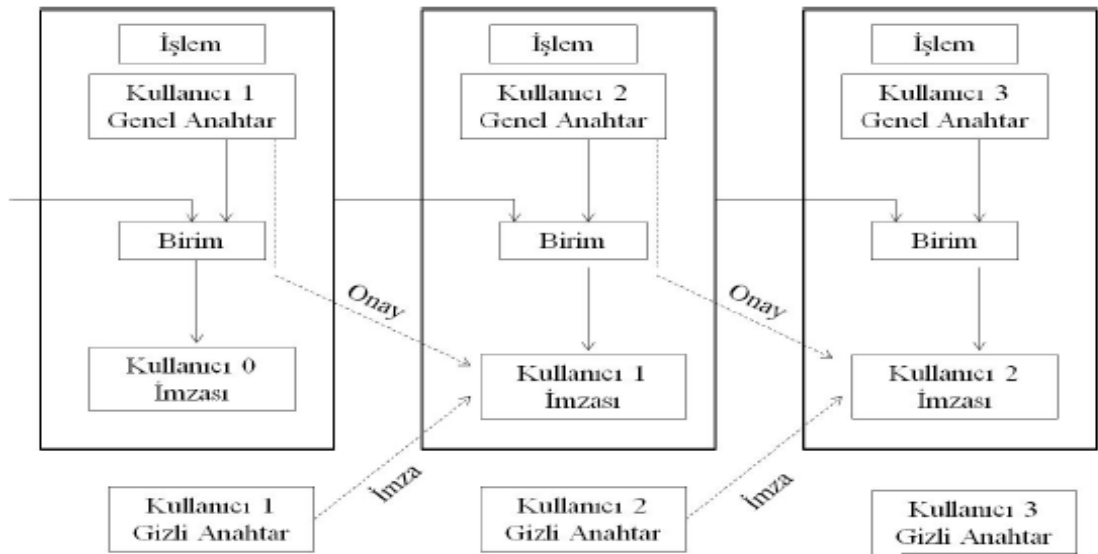 İşlem
Kullanıcı 1
Genel Anahtar
Birim
Kullanıcı 0
İmzası
Kullanıcı 1
Gizli Anahtar
Onay
İmza
İşlem
Kullanıcı 2
Genel Anahtar
Birim
Kullanıcı 1
İmzası
Kullanıcı 2
Gizli Anahtar
Onay
İmza
İşlem
Kullanıcı 3
Genel Anahtar
Birim
Kullanıcı 2
İmzası
Kullanıcı 3
Gizli Anahtar